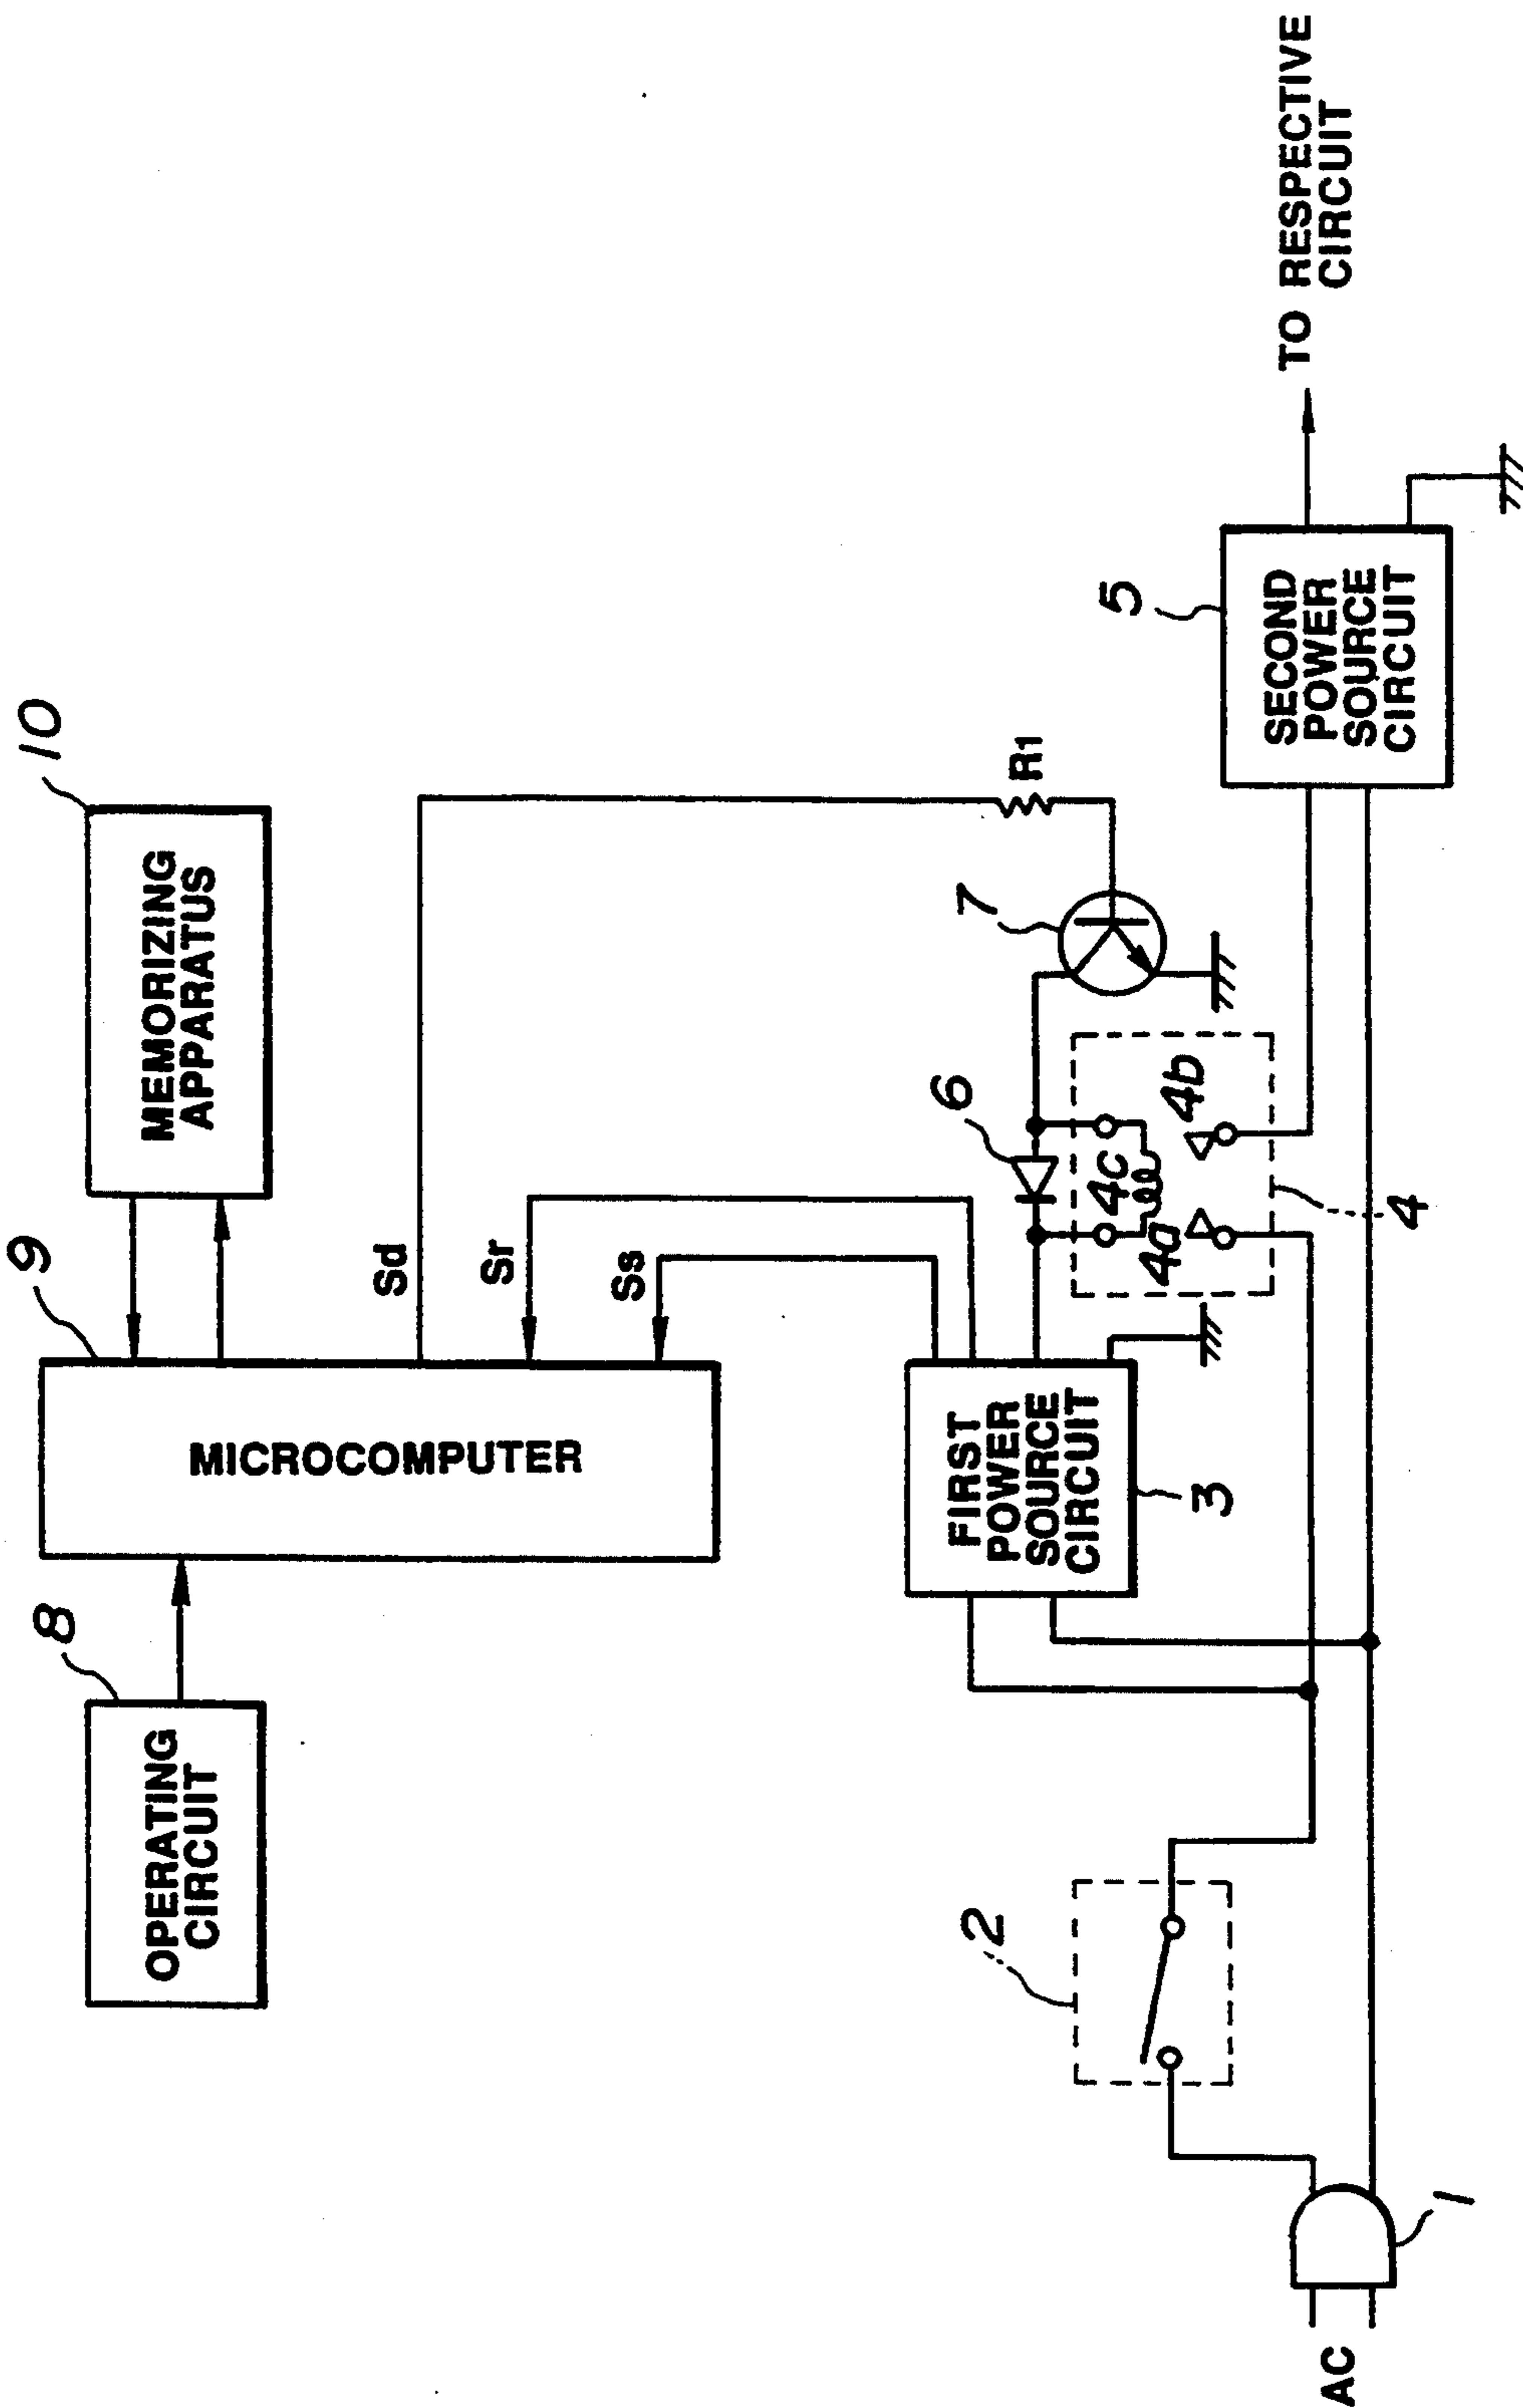 10
MEMORIZING
APPARATUS
9
MICROCOMPUTER
8
OPERATING
CIRCUIT
Sd
Sr
Ss
R1
7
6
4c
4a
4b
4
5
SECOND
POWER
SOURCE
CIRCUIT
TO RESPECTIVE
CIRCUIT
FIRST
POWER
SOURCE
CIRCUIT
3
2
1
AC